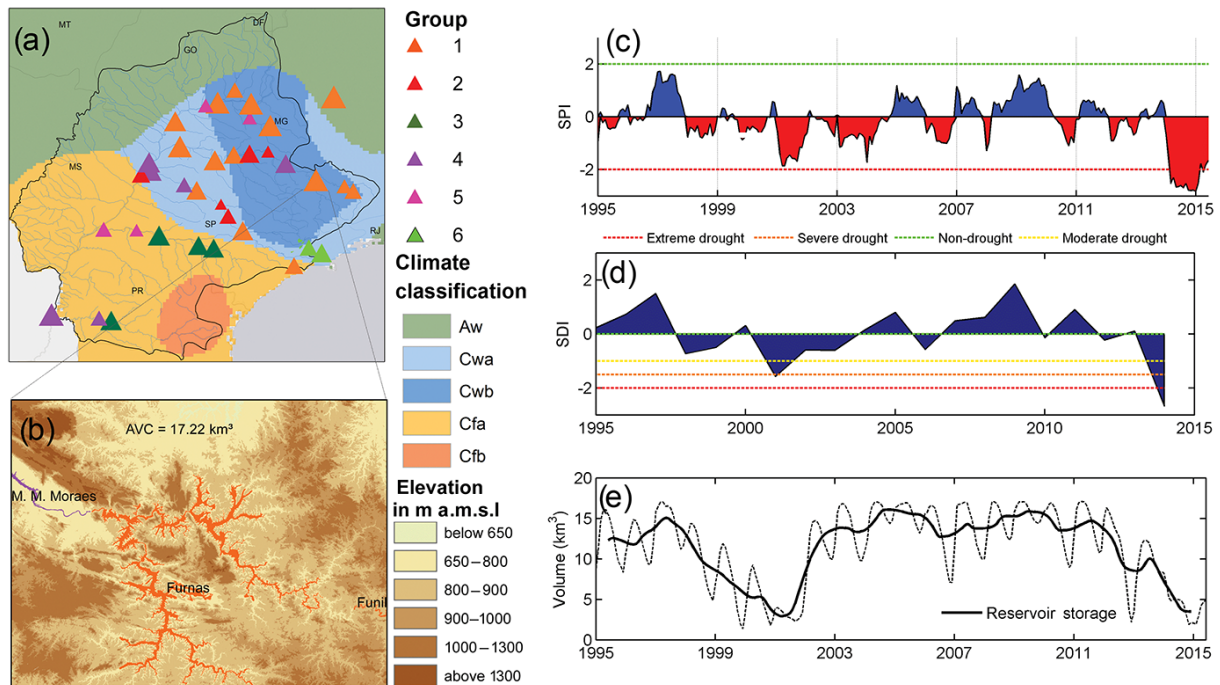 (a)
MT
DF
GO
MG
MS
SP
RJ
PR
Group
1
2
3
4
5
6
Climate
classification
Aw
Cwa
Cwb
Cfa
Cfb
(b)
AVC = 17.22 km³
M. M. Moraes
Furnas
Funil
Elevation
in m a.m.s.l
below 650
650–800
800–900
900–1000
1000–1300
above 1300
(c)
SPI
2
0
-2
1995 1999 2003 2007 2011 2015
Extreme drought Severe drought Non-drought Moderate drought
(d)
SDI
2
0
-2
1995 2000 2005 2010 2015
(e)
Volume (km³)
20
15
10
5
0
Reservoir storage
1995 1999 2003 2007 2011 2015